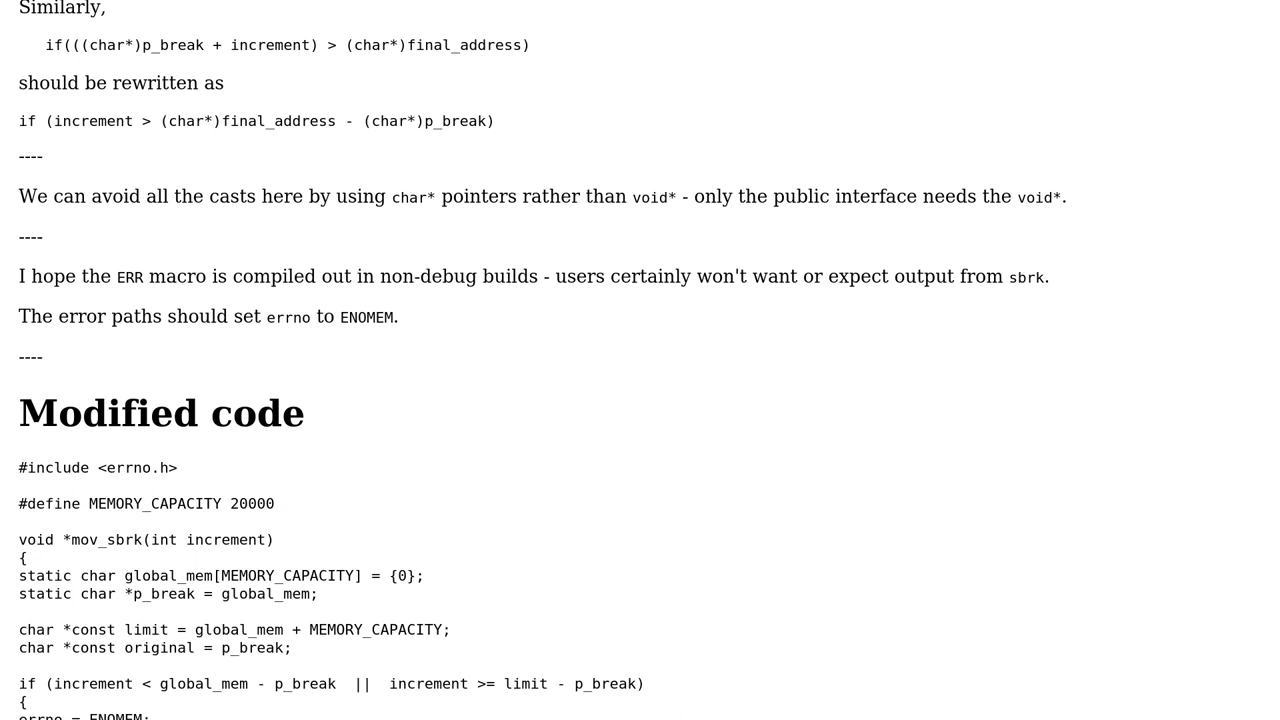 Similarly,
if(((char*)p_break + increment) > (char*)final_address)
should be rewritten as
if (increment > (char*)final_address - (char*)p_break)
----
We can avoid all the casts here by using char* pointers rather than void* - only the public interface needs the void*.
----
I hope the ERR macro is compiled out in non-debug builds - users certainly won't want or expect output from sbrk.
The error paths should set errno to ENOMEM.
----
Modified code
#include <errno.h>
#define MEMORY_CAPACITY 20000
void *mov_sbrk(int increment)
{
static char global_mem[MEMORY_CAPACITY] = {0};
static char *p_break = global_mem;
char *const limit = global_mem + MEMORY_CAPACITY;
char *const original = p_break;
if (increment < global_mem - p_break  ||  increment >= limit - p_break)
{
errno = ENOMEM;